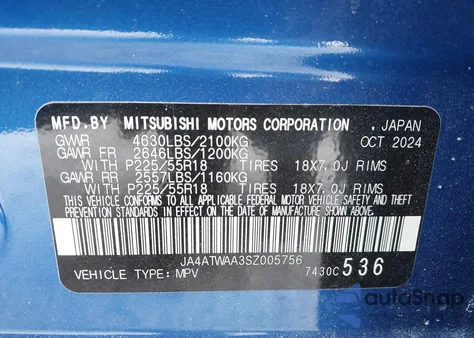 MFD.BY MITSUBISHI MOTORS CORPORATION, JAPAN
GVWR 4630LBS/2100KG OCT 2024
GAWR FR 2646LBS/1200KG
WITH P225/55R18 TIRES 18X7.0J RIMS
GAWR RR 2557LBS/1160KG
WITH P225/55R18 TIRES 18X7.0J RIMS
THIS VEHICLE CONFORMS TO ALL APPLICABLE
FEDERAL MOTOR VEHICLE SAFETY, BUMPER, AND
THEFT PREVENTION STANDARDS IN EFFECT ON
THE DATE OF MANUFACTURE SHOWN ABOVE.
JA4ATWAA3SZ005756
VEHICLE TYPE: MPV 7430C 536
autoSnap